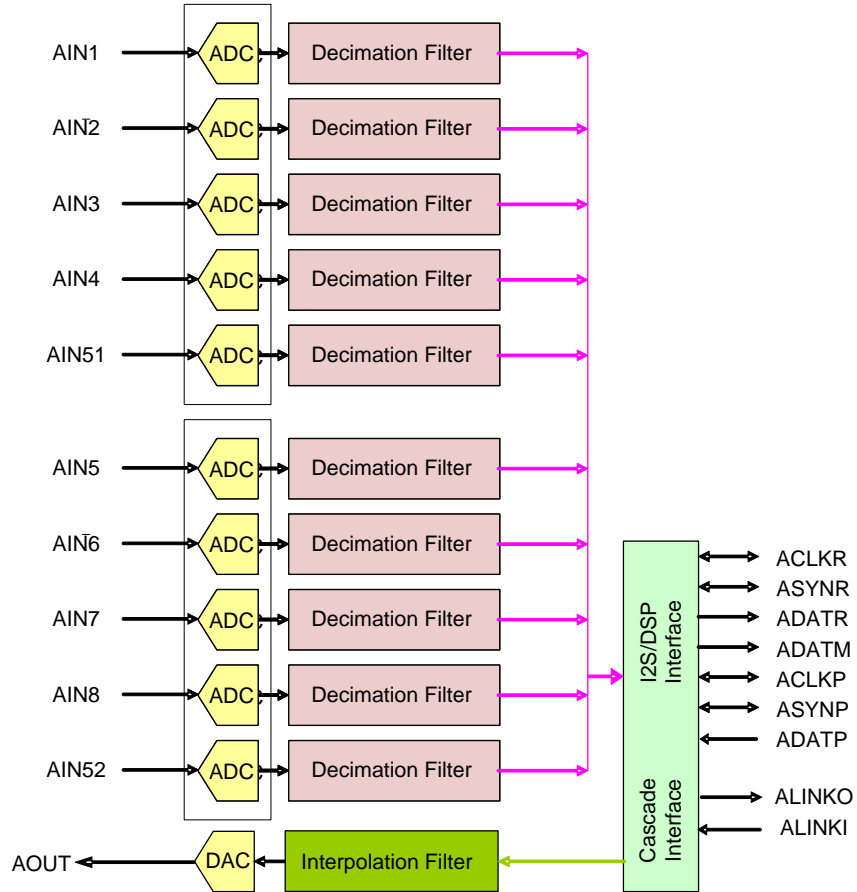 AIN1 ADC Decimation Filter
AIN2 ADC Decimation Filter
AIN3 ADC Decimation Filter
AIN4 ADC Decimation Filter
AIN51 ADC Decimation Filter
AIN5 ADC Decimation Filter
AIN6 ADC Decimation Filter
AIN7 ADC Decimation Filter
AIN8 ADC Decimation Filter
AIN52 ADC Decimation Filter
AOUT DAC Interpolation Filter
I2S/DSP
Interface
Cascade
Interface
ACLKR
ASYNR
ADATR
ADATM
ACLKP
ASYNP
ADATP
ALINKO
ALINKI